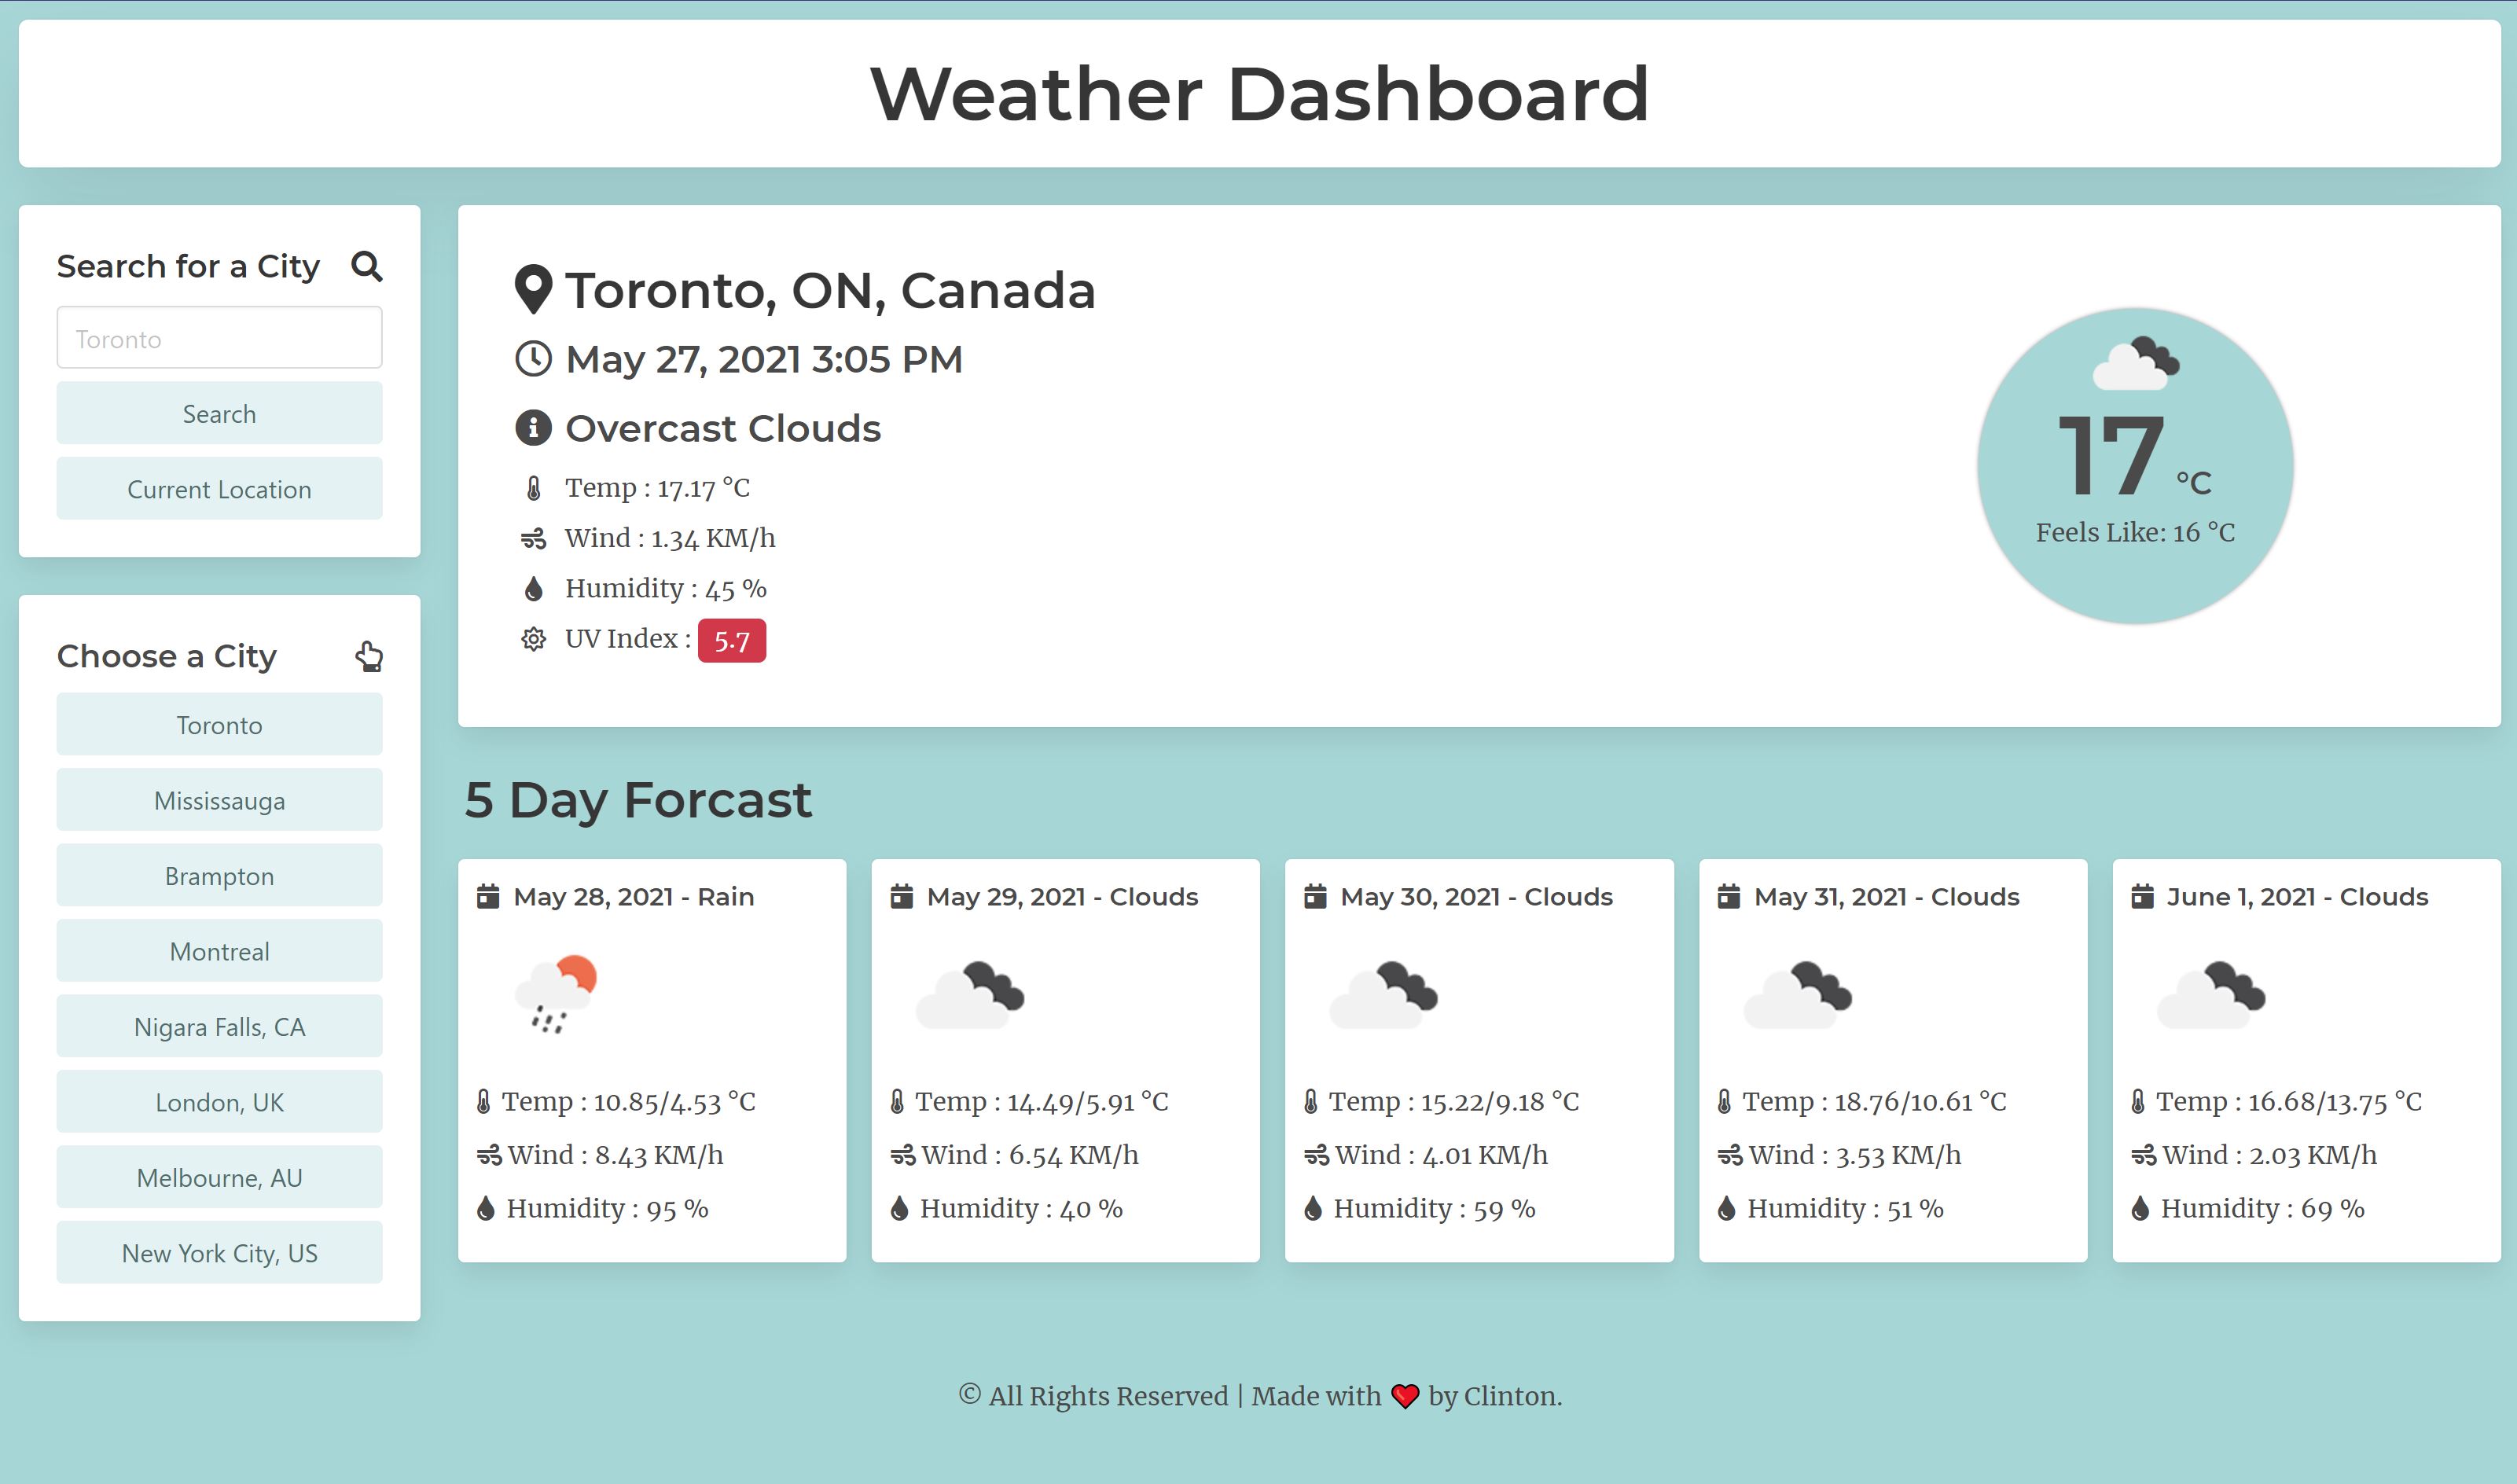 Weather Dashboard
Search for a City
Toronto
Search
Current Location
Choose a City
Toronto
Mississauga
Brampton
Montreal
Nigara Falls, CA
London, UK
Melbourne, AU
New York City, US
Toronto, ON, Canada
May 27, 2021 3:05 PM
Overcast Clouds
Temp : 17.17 °C
Wind : 1.34 KM/h
Humidity : 45 %
UV Index : 5.7
17 °C
Feels Like: 16 °C
5 Day Forcast
May 28, 2021 - Rain
Temp : 10.85/4.53 °C
Wind : 8.43 KM/h
Humidity : 95 %
May 29, 2021 - Clouds
Temp : 14.49/5.91 °C
Wind : 6.54 KM/h
Humidity : 40 %
May 30, 2021 - Clouds
Temp : 15.22/9.18 °C
Wind : 4.01 KM/h
Humidity : 59 %
May 31, 2021 - Clouds
Temp : 18.76/10.61 °C
Wind : 3.53 KM/h
Humidity : 51 %
June 1, 2021 - Clouds
Temp : 16.68/13.75 °C
Wind : 2.03 KM/h
Humidity : 69 %
© All Rights Reserved | Made with ❤ by Clinton.